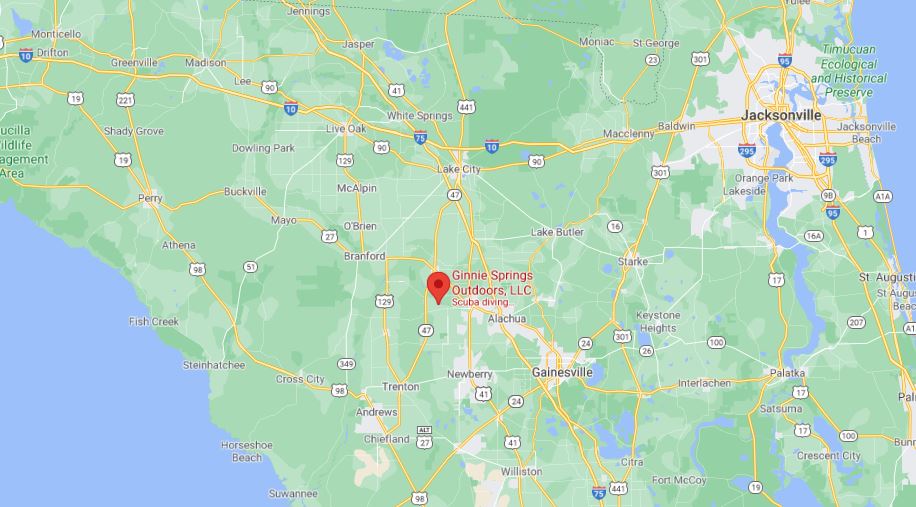 Jennings
Yulee
Monticello
Drifton
10
Greenville
Madison
Jasper
Moniac
St George
23
301
95
Timucuan
Ecological
and Historical
Preserve
Lee
90
41
19
221
10
441
White Springs
Jacksonville
Shady Grove
Live Oak
75
10
Macclenny
Baldwin
Jacksonville
Beach
19
Dowling Park
129
90
90
295
295
Lake City
301
Orange Park
Lakeside
Perry
Buckville
McAlpin
47
9B
A1A
95
Mayo
27
O'Brien
16
Lake Butler
16A
1
Athena
98
51
Branford
Starke
17
St. Augusti
St Augus
Beac
Ginnie Springs
Outdoors, LLC
Scuba diving...
129
Alachua
Keystone
Heights
Fish Creek
47
301
207
A1A
Steinhatchee
349
24
26
100
Cross City
98
Trenton
Newberry
41
Gainesville
Interlachen
Palatka
17
Andrews
24
Satsuma
Chiefland
ALT
27
41
17
100
Horseshoe
Beach
Citra
Crescent City
Williston
Fort McCoy
Suwannee
98
75
441
19